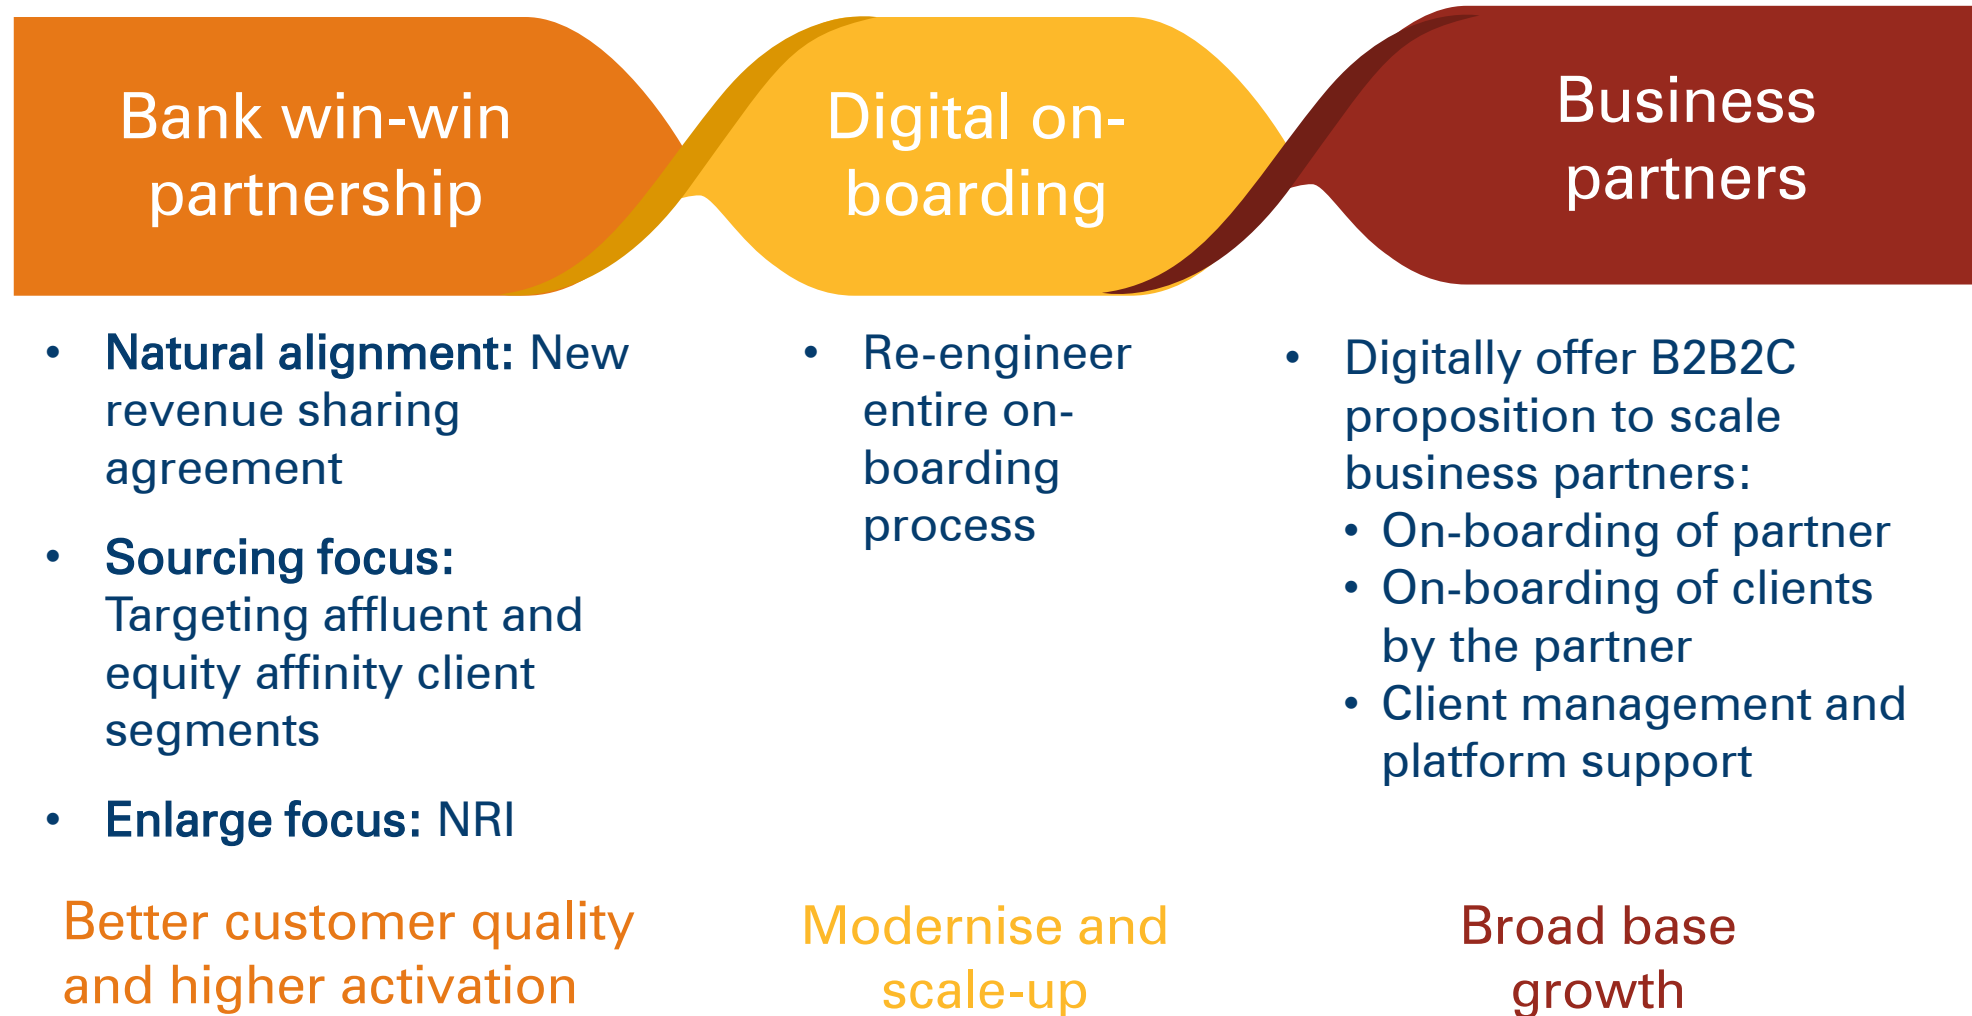 Bank win-win
partnership
Digital on-
boarding
Business
partners
• Natural alignment: New
revenue sharing
agreement
• Sourcing focus:
Targeting affluent and
equity affinity client
segments
• Enlarge focus: NRI
• Re-engineer
entire on-
boarding
process
• Digitally offer B2B2C
proposition to scale
business partners:
• On-boarding of partner
• On-boarding of clients
by the partner
• Client management and
platform support
Better customer quality
and higher activation
Modernise and
scale-up
Broad base
growth